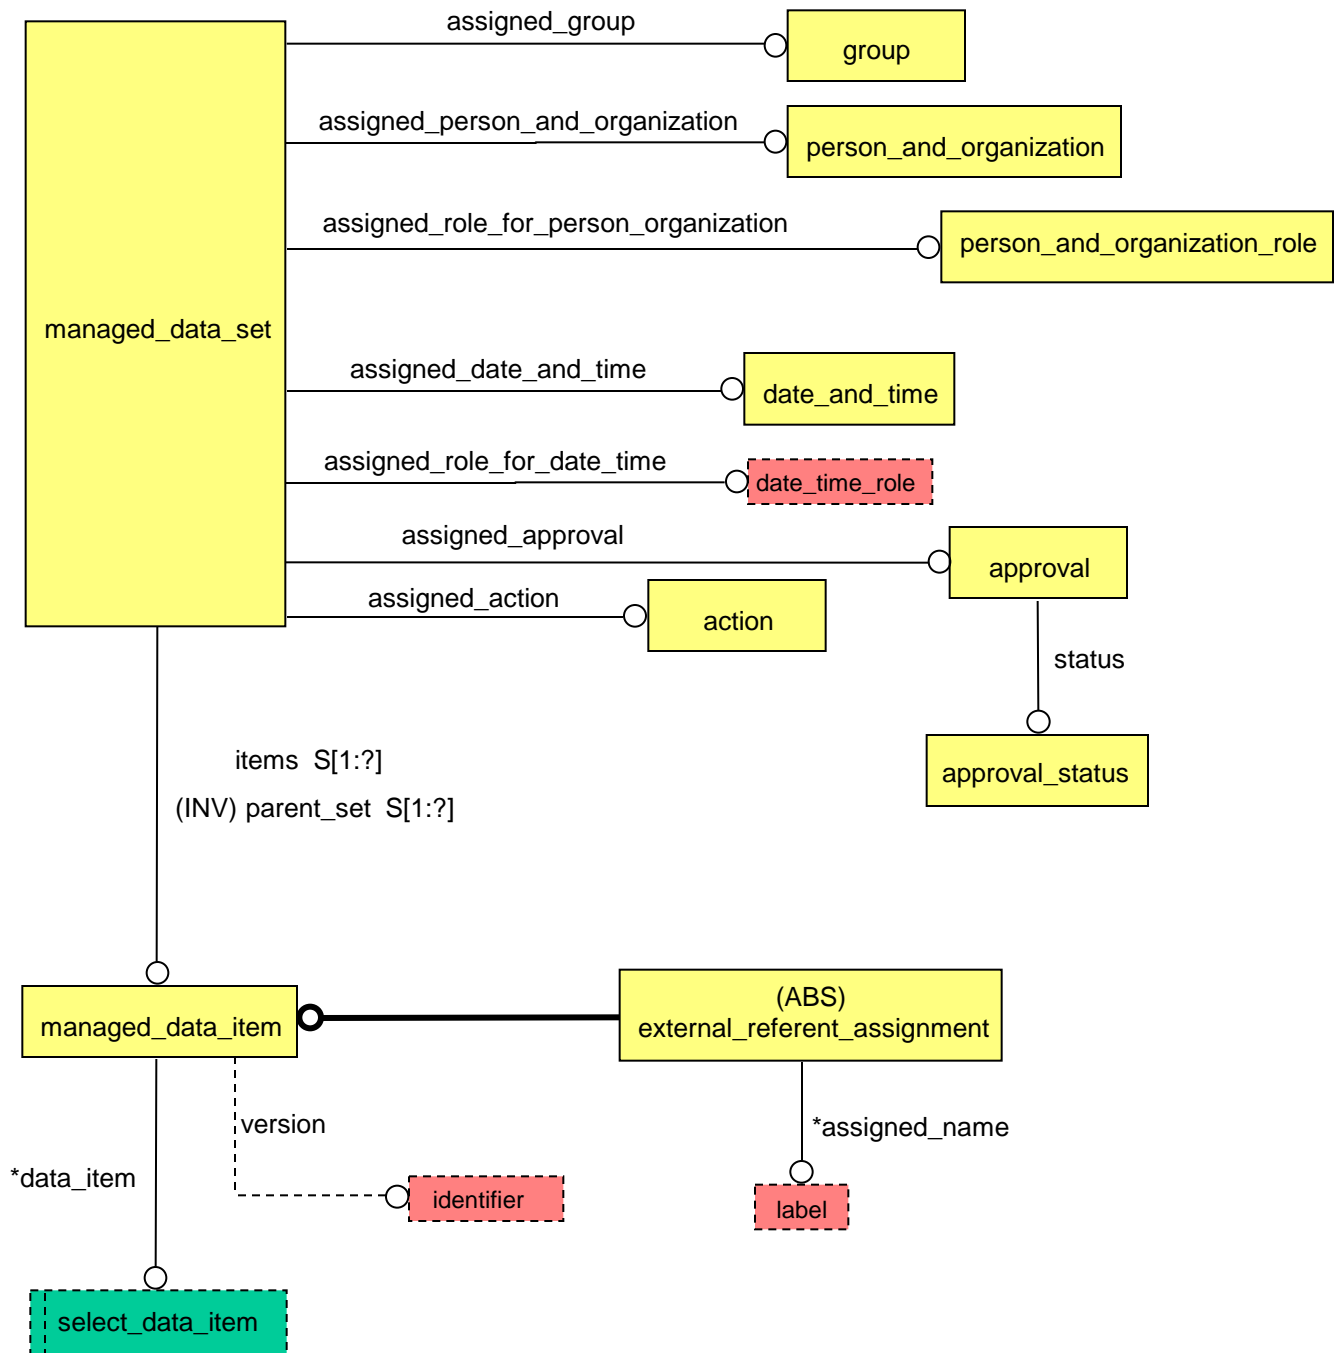 assigned_group
group
assigned_person_and_organization
person_and_organization
assigned_role_for_person_organization
person_and_organization_role
managed_data_set
assigned_date_and_time
date_and_time
assigned_role_for_date_time
date_time_role
assigned_approval
approval
assigned_action
action
status
items S[1:?]
approval_status
(INV) parent_set S[1:?]
(ABS)
managed_data_item
external_referent_assignment
version
*assigned_name
*data_item
identifier
label
select_data_item